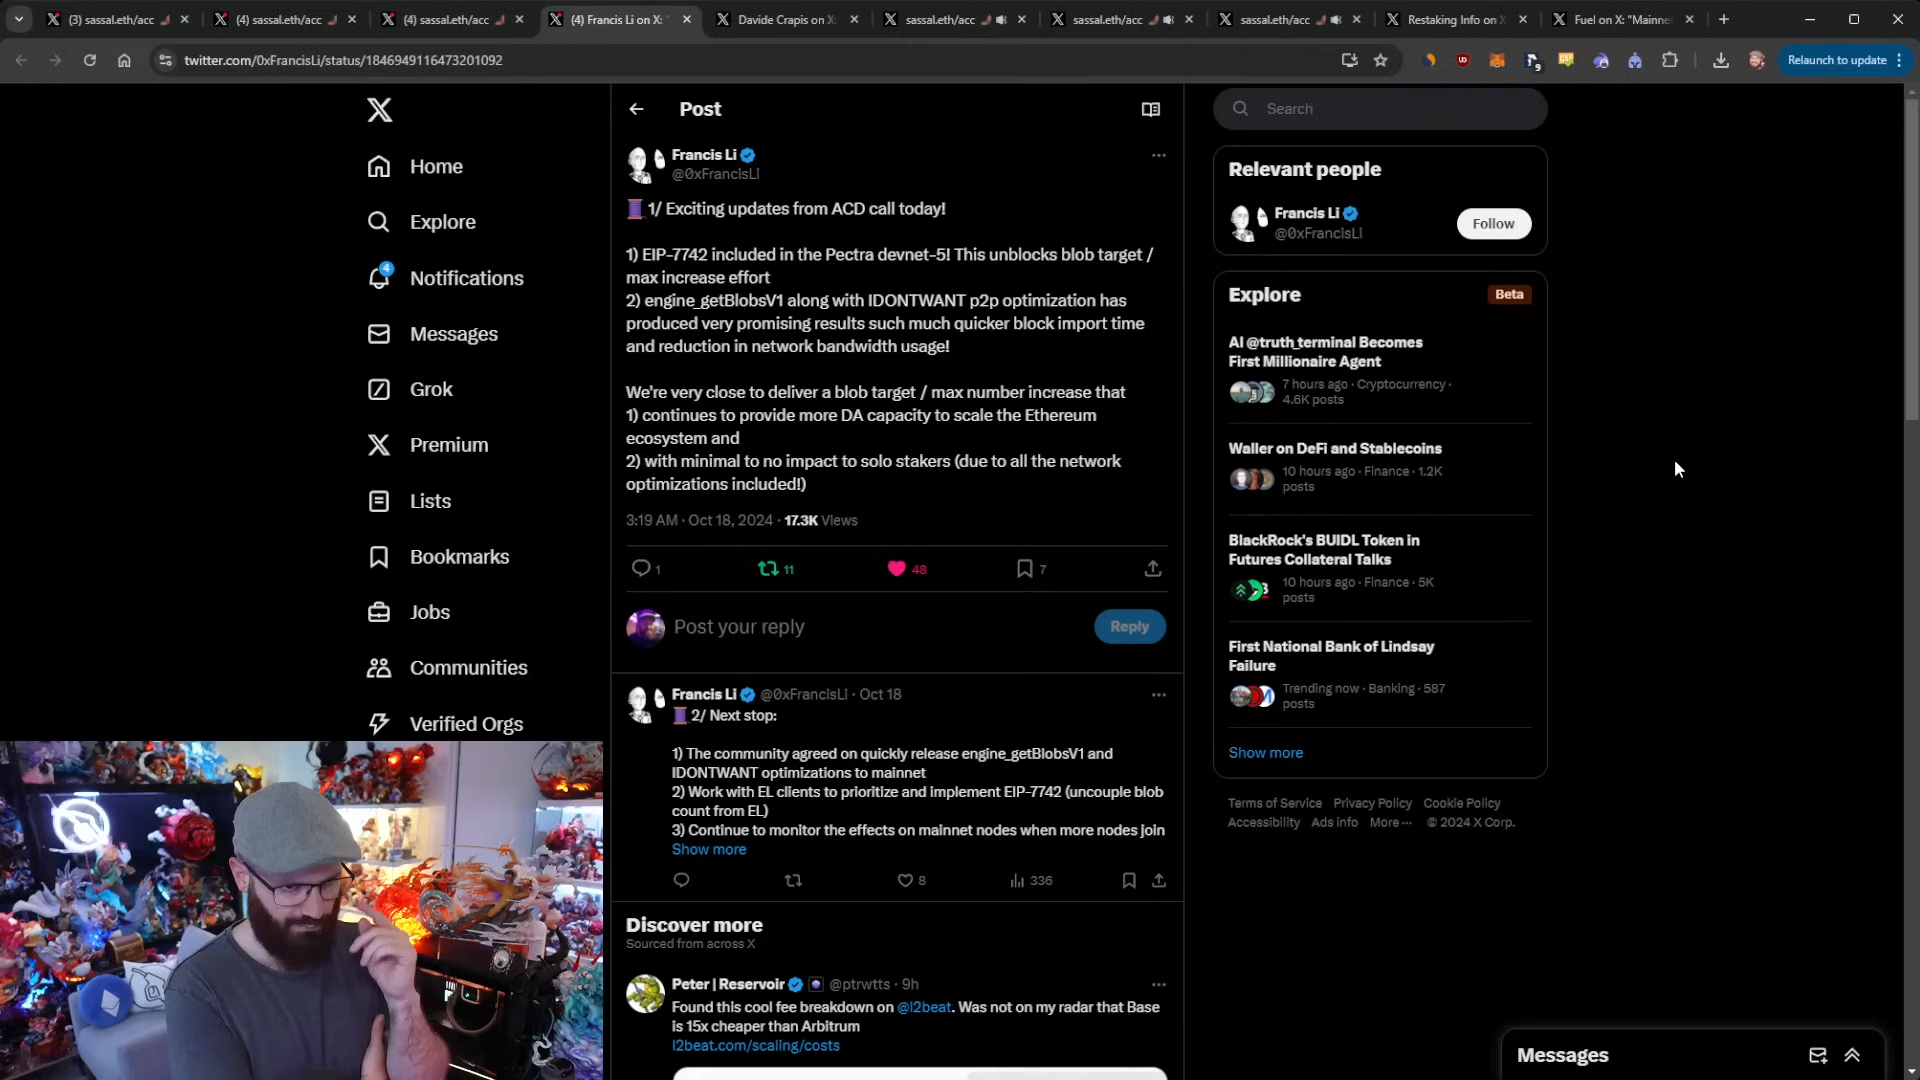 (3) sassal.eth/acc
(4) sassal.eth/acc
(4) sassal.eth/acc
(4) Francis Li on X:
Davide Crapis on X
sassal.eth/acc
sassal.eth/acc
sassal.eth/acc
Restaking Info on X
Fuel on X: "Mainne
twitter.com/0xFrancisLi/status/1846949116473201092
Relaunch to update
Home
Explore
4
Notifications
Messages
Grok
Premium
Lists
Bookmarks
Jobs
Communities
Verified Orgs
Post
Francis Li
@0xFrancisLi
1/ Exciting updates from ACD call today!
1) EIP-7742 included in the Pectra devnet-5! This unblocks blob target /
max increase effort
2) engine_getBlobsV1 along with IDONTWANT p2p optimization has
produced very promising results such much quicker block import time
and reduction in network bandwidth usage!
We're very close to deliver a blob target / max number increase that
1) continues to provide more DA capacity to scale the Ethereum
ecosystem and
2) with minimal to no impact to solo stakers (due to all the network
optimizations included!)
3:19 AM · Oct 18, 2024 · 17.3K Views
1
11
48
7
Post your reply
Reply
Francis Li @0xFrancisLi · Oct 18
2/ Next stop:
1) The community agreed on quickly release engine_getBlobsV1 and
IDONTWANT optimizations to mainnet
2) Work with EL clients to prioritize and implement EIP-7742 (uncouple blob
count from EL)
3) Continue to monitor the effects on mainnet nodes when more nodes join
Show more
8
336
Discover more
Sourced from across X
Peter | Reservoir @ptrwtts · 9h
Found this cool fee breakdown on @l2beat. Was not on my radar that Base
is 15x cheaper than Arbitrum
l2beat.com/scaling/costs
Search
Relevant people
Francis Li
@0xFrancisLi
Follow
Explore
Beta
AI @truth_terminal Becomes
First Millionaire Agent
7 hours ago · Cryptocurrency ·
4.6K posts
Waller on DeFi and Stablecoins
10 hours ago · Finance · 1.2K
posts
BlackRock's BUIDL Token in
Futures Collateral Talks
10 hours ago · Finance · 5K
posts
First National Bank of Lindsay
Failure
Trending now · Banking · 587
posts
Show more
Terms of Service Privacy Policy Cookie Policy
Accessibility Ads info More ··· © 2024 X Corp.
Messages